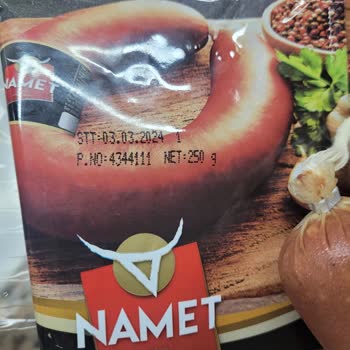 NAMET
STT:03.03.2024 1
P.NO:4344111 NET:250 g
NAMET